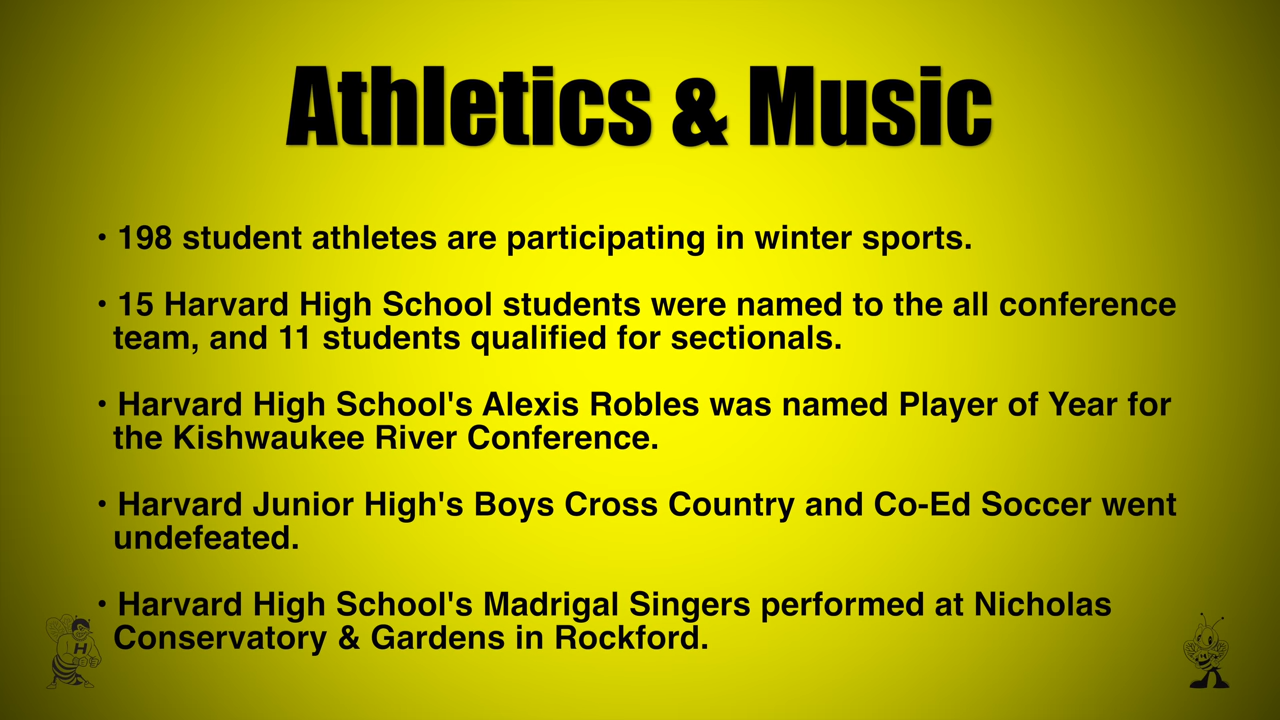 Athletics & Music
• 198 student athletes are participating in winter sports.
• 15 Harvard High School students were named to the all conference
team, and 11 students qualified for sectionals.
• Harvard High School's Alexis Robles was named Player of Year for
the Kishwaukee River Conference.
• Harvard Junior High's Boys Cross Country and Co-Ed Soccer went
undefeated.
• Harvard High School's Madrigal Singers performed at Nicholas
Conservatory & Gardens in Rockford.
H